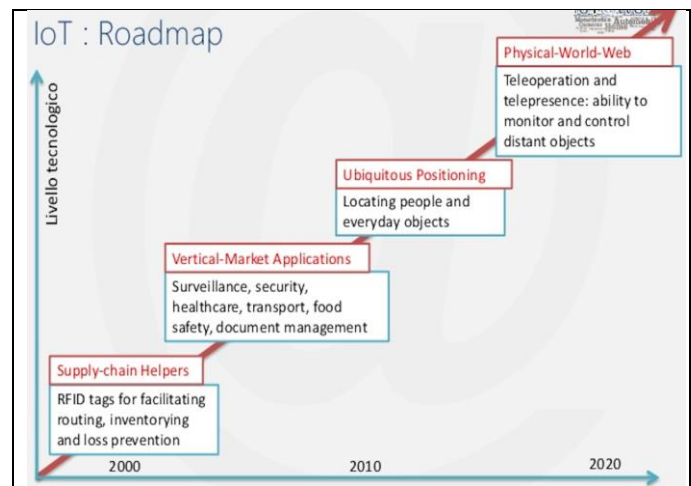 IoT : Roadmap
Physical-World-Web
Teleoperation and
telepresence: ability to
monitor and control
distant objects
Livello tecnologico
Ubiquitous Positioning
Locating people and
everyday objects
Vertical-Market Applications
Surveillance, security,
healthcare, transport, food
safety, document management
Supply-chain Helpers
RFID tags for facilitating
routing, inventorying
and loss prevention
2000
2010
2020